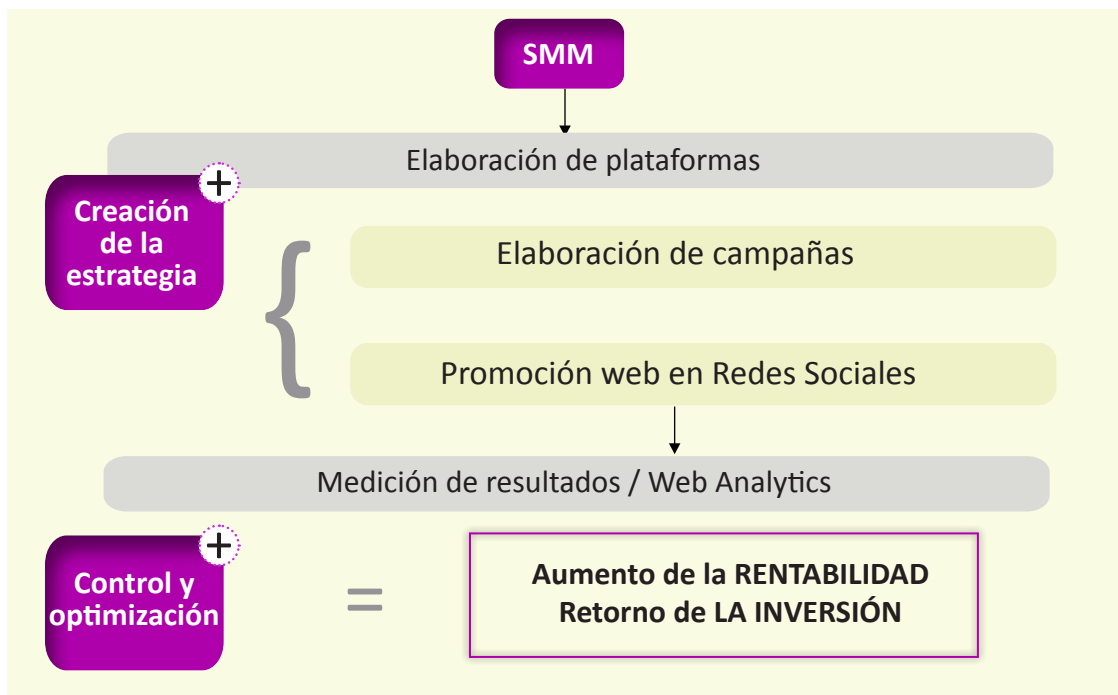 SMM
Elaboración de plataformas
+
Creación
de la
estrategia
{
Elaboración de campañas
Promoción web en Redes Sociales
Medición de resultados / Web Analytics
+
Control y
optimización
=
Aumento de la RENTABILIDAD
Retorno de LA INVERSIÓN